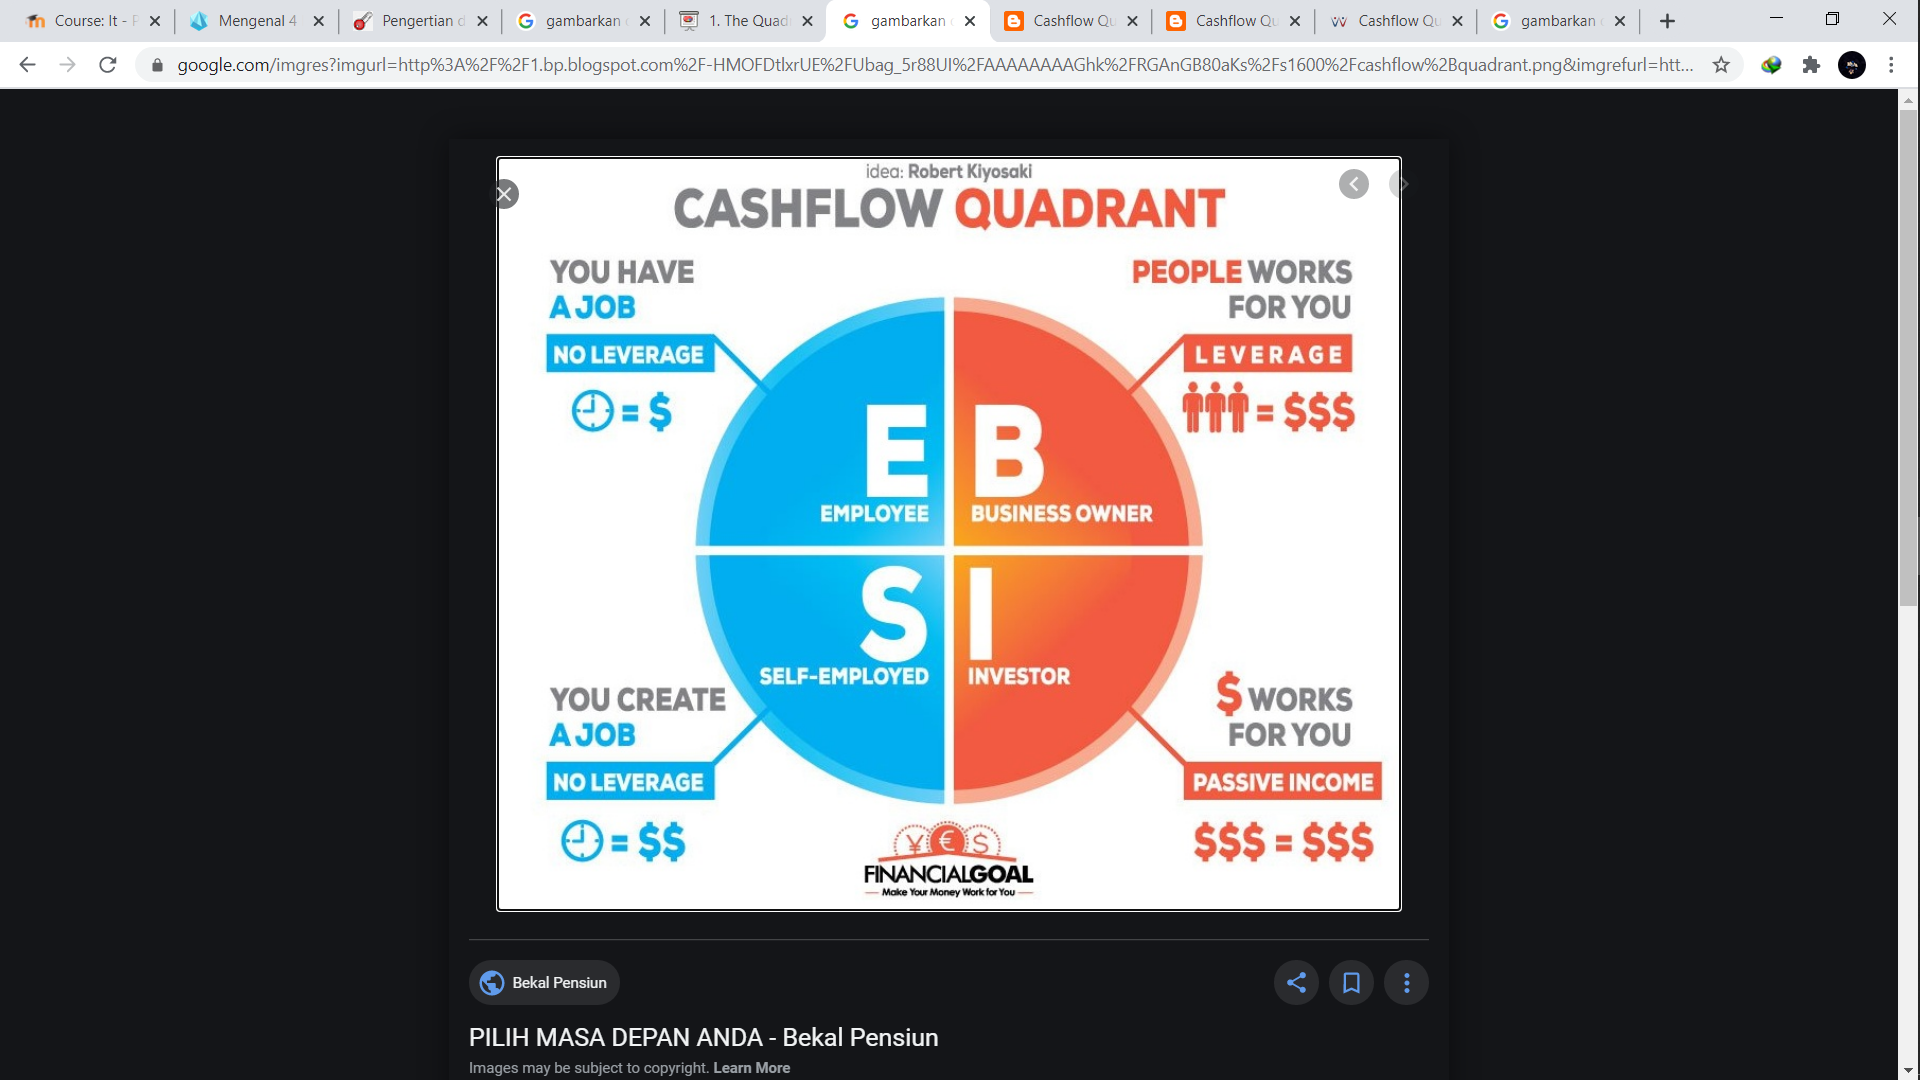 Course: It - P
Mengenal 4
Pengertian d
gambarkan
1. The Quad
gambarkan
Cashflow Qu
Cashflow Qu
Cashflow Qu
gambarkan
google.com/imgres?imgurl=http%3A%2F%2F1.bp.blogspot.com%2F-HMOFDtlxrUE%2FUbag_5r88UI%2FAAAAAAAAGhk%2FRGAnGB80aKs%2Fs1600%2Fcashflow%2Bquadrant.png&imgrefurl=htt...
idea: Robert Kiyosaki
CASHFLOW QUADRANT
YOU HAVE
A JOB
NO LEVERAGE
= $
PEOPLE WORKS
FOR YOU
LEVERAGE
= $$$
E
EMPLOYEE
B
BUSINESS OWNER
S
SELF-EMPLOYED
I
INVESTOR
YOU CREATE
A JOB
NO LEVERAGE
= $$
$ WORKS
FOR YOU
PASSIVE INCOME
$$$ = $$$
¥ € $
FINANCIALGOAL
Make Your Money Work for You
Bekal Pensiun
PILIH MASA DEPAN ANDA - Bekal Pensiun
Images may be subject to copyright. Learn More